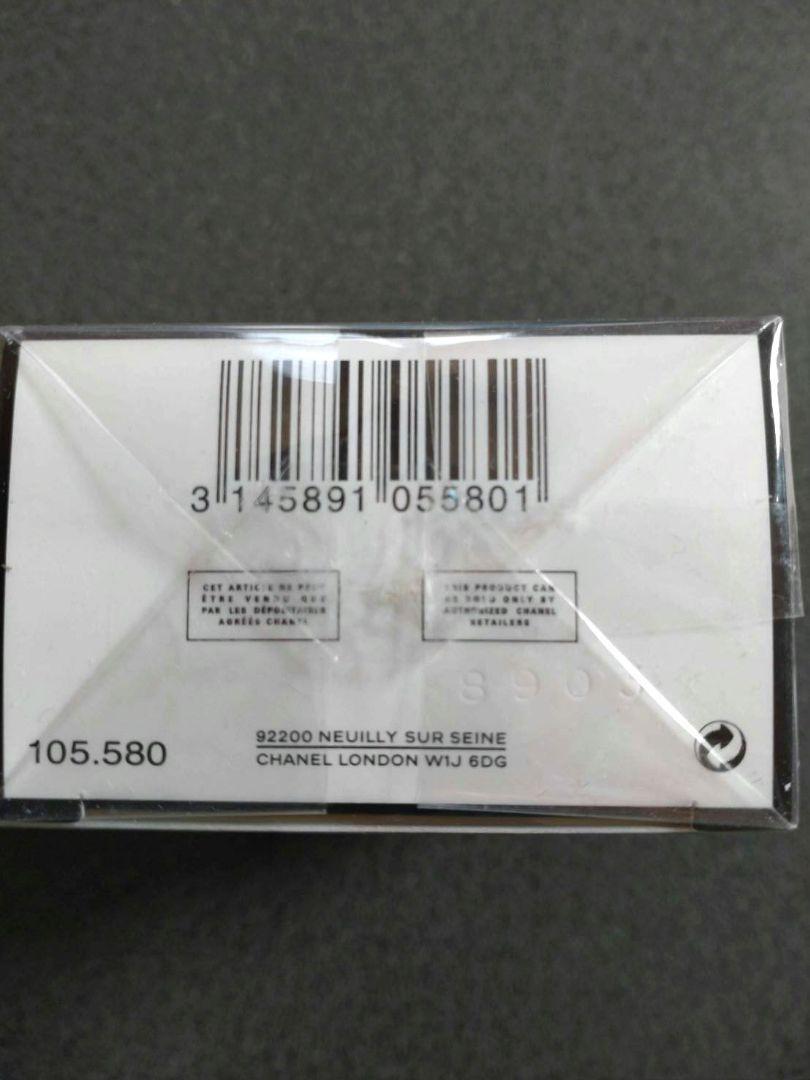 3 145891 055801
CET ARTICLE NE PEUT
ÊTRE VENDU QUE
PAR LES DÉPOSITAIRES
AGRÉÉS CHANEL
THIS PRODUCT CAN
BE SOLD ONLY BY
AUTHORIZED CHANEL
RETAILERS
8903
105.580
92200 NEUILLY SUR SEINE
CHANEL LONDON W1J 6DG